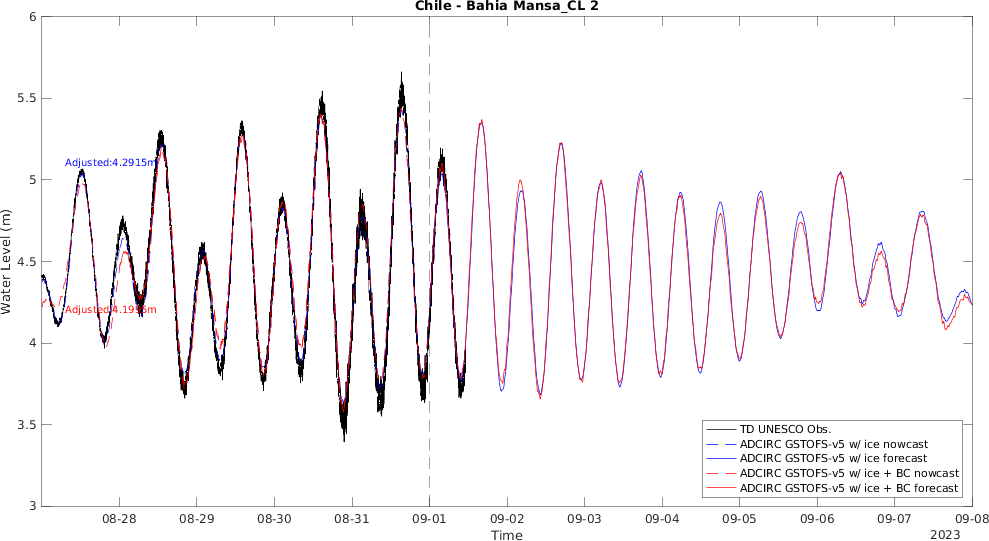 Chile - Bahia Mansa_CL 2
6
5.5
5
4.5
4
3.5
3
Water Level (m)
Adjusted:4.2915m
Adjusted:4.1996m
TD UNESCO Obs.
ADCIRC GSTOFS-v5 w/ ice nowcast
ADCIRC GSTOFS-v5 w/ ice forecast
ADCIRC GSTOFS-v5 w/ ice + BC nowcast
ADCIRC GSTOFS-v5 w/ ice + BC forecast
08-28 08-29 08-30 08-31 09-01 09-02 09-03 09-04 09-05 09-06 09-07 09-08
Time
2023